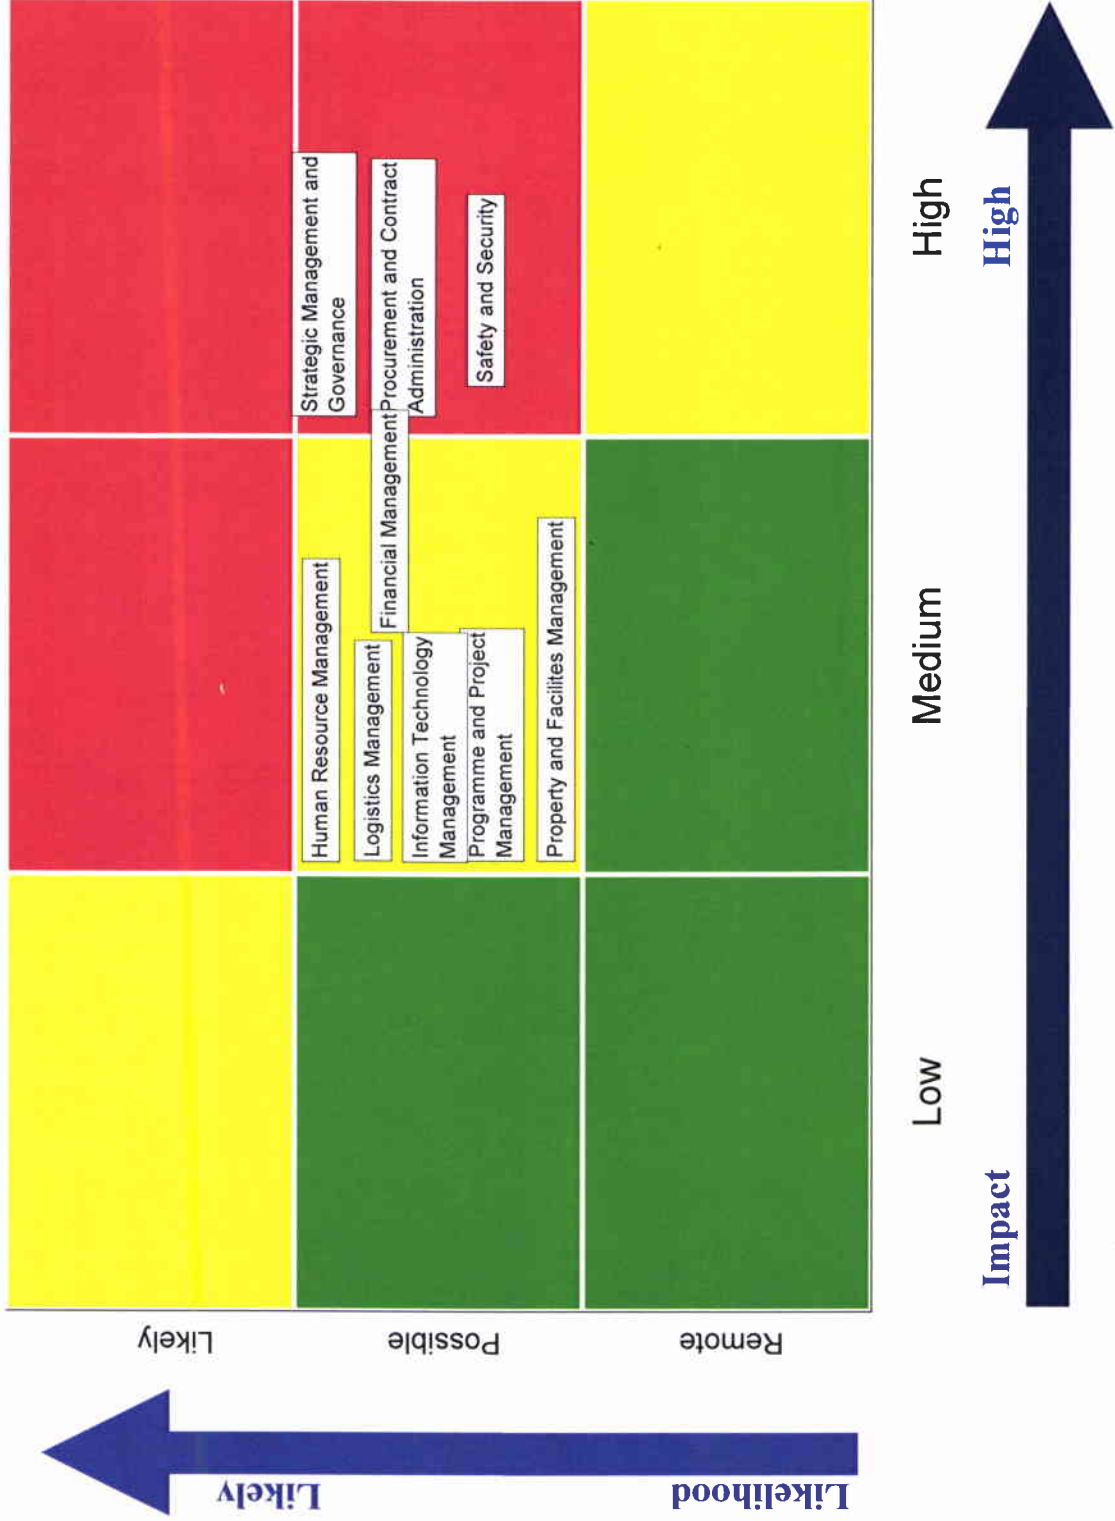 Likely
Possible
Remote
Likely
Likelihood
Strategic Management and
Governance
Procurement and Contract
Administration
Safety and Security
Financial Management
Human Resource Management
Logistics Management
Information Technology
Management
Programme and Project
Management
Property and Facilites Management
Low
Medium
High
Impact
High